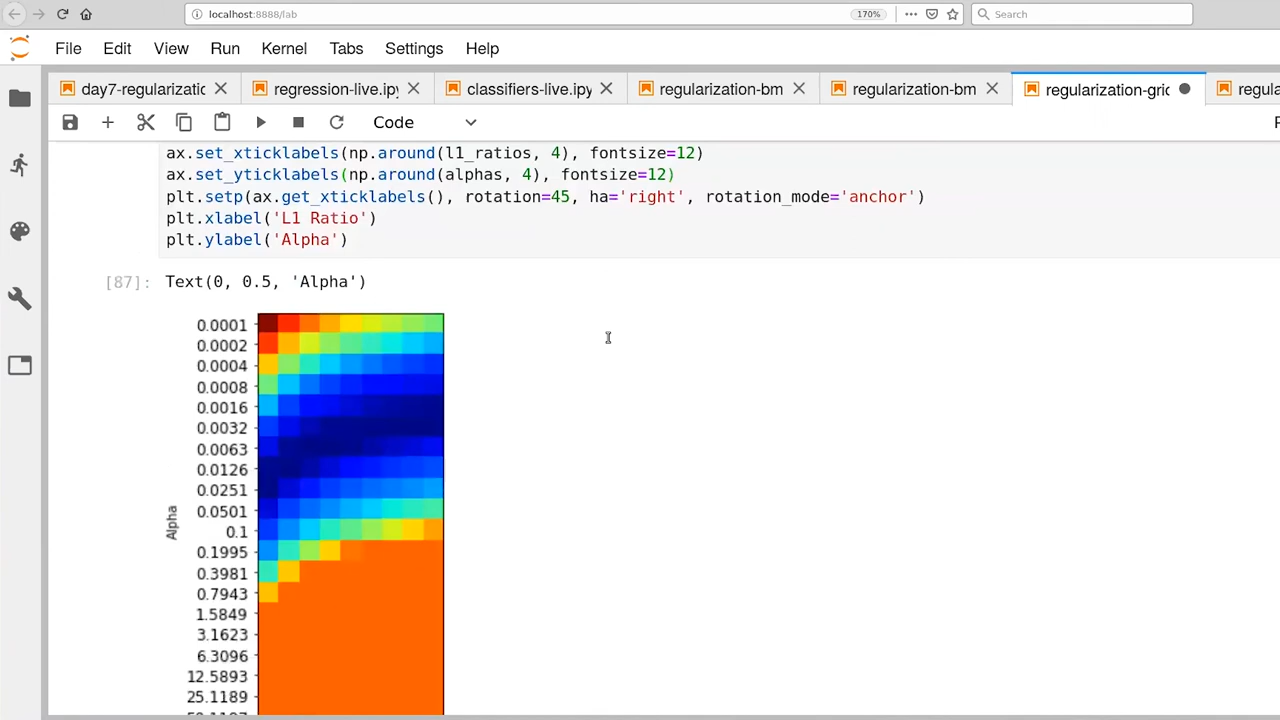 localhost:8888/lab
170%
Search
File Edit View Run Kernel Tabs Settings Help
day7-regularizatic
regression-live.ipy
classifiers-live.ipy
regularization-bm
regularization-bm
regularization-gric
regula
Code
ax.set_xticklabels(np.around(l1_ratios, 4), fontsize=12)
ax.set_yticklabels(np.around(alphas, 4), fontsize=12)
plt.setp(ax.get_xticklabels(), rotation=45, ha='right', rotation_mode='anchor')
plt.xlabel('L1 Ratio')
plt.ylabel('Alpha')
[87]: Text(0, 0.5, 'Alpha')
0.0001
0.0002
0.0004
0.0008
0.0016
0.0032
0.0063
0.0126
0.0251
0.0501
0.1
0.1995
0.3981
0.7943
1.5849
3.1623
6.3096
12.5893
25.1189
Alpha